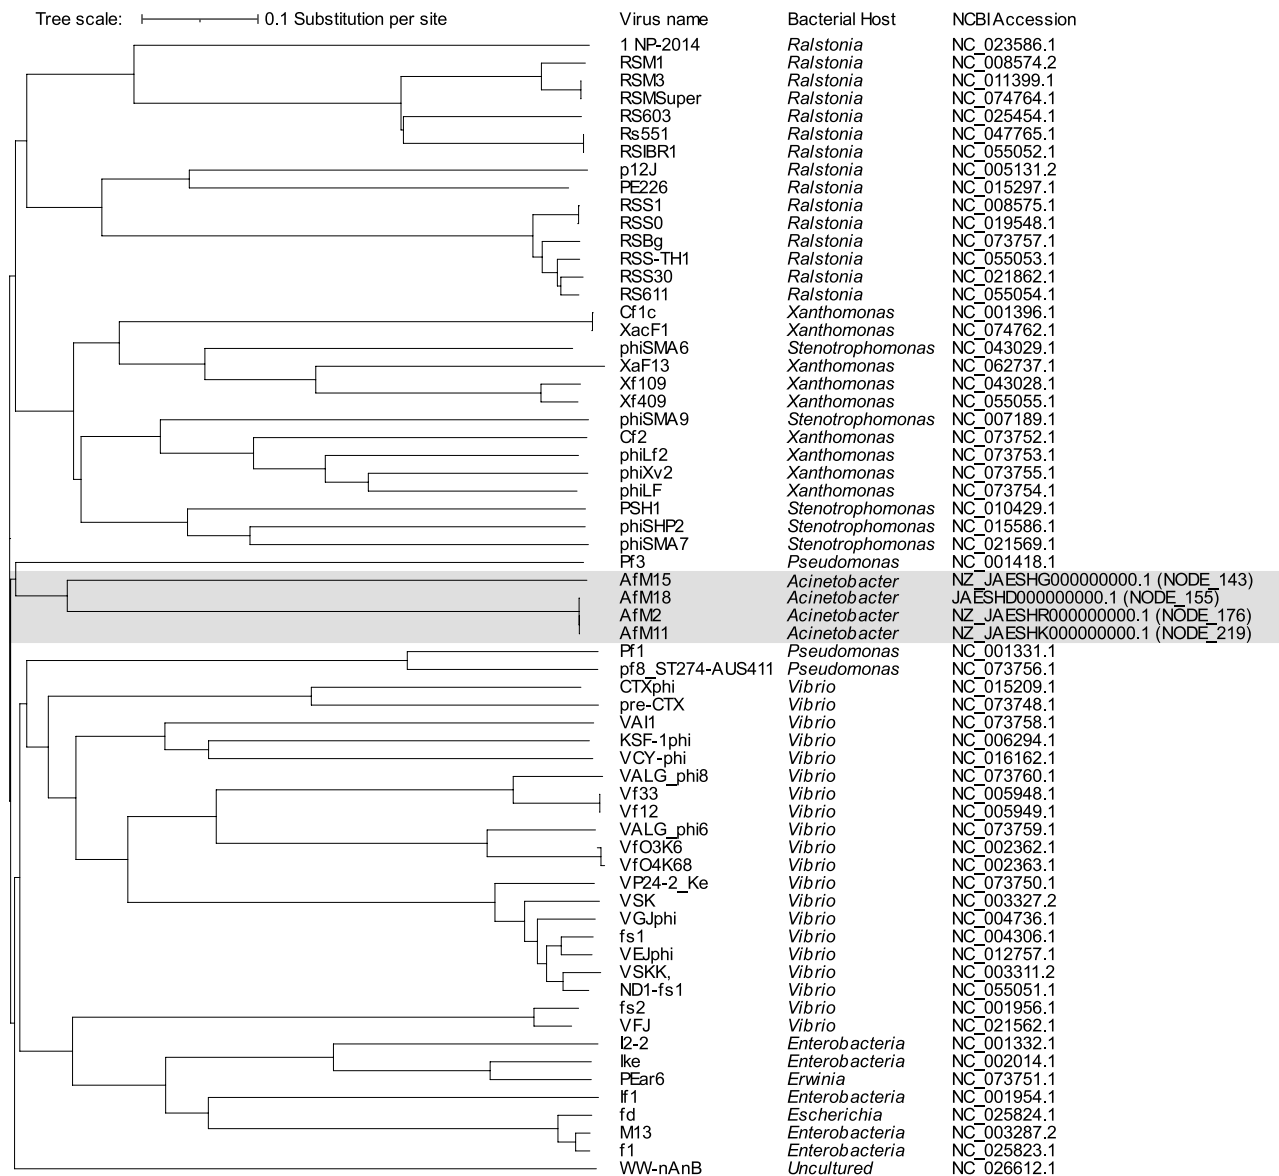 Tree scale: 0.1 Substitution per site Virus name Bacterial Host NCBI Accession
1 NP-2014 Ralstonia NC_023586.1
RSM1 Ralstonia NC_008574.2
RSM3 Ralstonia NC_011399.1
RSMSuper Ralstonia NC_074764.1
RS603 Ralstonia NC_025454.1
Rs551 Ralstonia NC_047765.1
RSIBR1 Ralstonia NC_055052.1
p12J Ralstonia NC_005131.2
PE226 Ralstonia NC_015297.1
RSS1 Ralstonia NC_008575.1
RSS0 Ralstonia NC_019548.1
RSBg Ralstonia NC_073757.1
RSS-TH1 Ralstonia NC_055053.1
RSS30 Ralstonia NC_021862.1
RS611 Ralstonia NC_055054.1
Cf1c Xanthomonas NC_001396.1
XacF1 Xanthomonas NC_074762.1
phiSMA6 Stenotrophomonas NC_043029.1
XaF13 Xanthomonas NC_062737.1
Xf109 Xanthomonas NC_043028.1
Xf409 Xanthomonas NC_055055.1
phiSMA9 Stenotrophomonas NC_007189.1
Cf2 Xanthomonas NC_073752.1
phiLf2 Xanthomonas NC_073753.1
phiXv2 Xanthomonas NC_073755.1
phiLF Xanthomonas NC_073754.1
PSH1 Stenotrophomonas NC_010429.1
phiSHP2 Stenotrophomonas NC_015586.1
phiSMA7 Stenotrophomonas NC_021569.1
Pf3 Pseudomonas NC_001418.1
AfM15 Acinetobacter NZ_JAESHG000000000.1 (NODE_143)
AfM18 Acinetobacter JAESHD000000000.1 (NODE_155)
AfM2 Acinetobacter NZ_JAESHR000000000.1 (NODE_176)
AfM11 Acinetobacter NZ_JAESHK000000000.1 (NODE_219)
Pf1 Pseudomonas NC_001331.1
pf8_ST274-AUS411 Pseudomonas NC_073756.1
CTXphi Vibrio NC_015209.1
pre-CTX Vibrio NC_073748.1
VAI1 Vibrio NC_073758.1
KSF-1phi Vibrio NC_006294.1
VCY-phi Vibrio NC_016162.1
VALG_phi8 Vibrio NC_073760.1
Vf33 Vibrio NC_005948.1
Vf12 Vibrio NC_005949.1
VALG_phi6 Vibrio NC_073759.1
VfO3K6 Vibrio NC_002362.1
VfO4K68 Vibrio NC_002363.1
VP24-2_Ke Vibrio NC_073750.1
VSK Vibrio NC_003327.2
VGJphi Vibrio NC_004736.1
fs1 Vibrio NC_004306.1
VEJphi Vibrio NC_012757.1
VSKK, Vibrio NC_003311.2
ND1-fs1 Vibrio NC_055051.1
fs2 Vibrio NC_001956.1
VFJ Vibrio NC_021562.1
I2-2 Enterobacteria NC_001332.1
Ike Enterobacteria NC_002014.1
PEar6 Erwinia NC_073751.1
If1 Enterobacteria NC_001954.1
fd Escherichia NC_025824.1
M13 Enterobacteria NC_003287.2
f1 Enterobacteria NC_025823.1
WW-nAnB Uncultured NC_026612.1